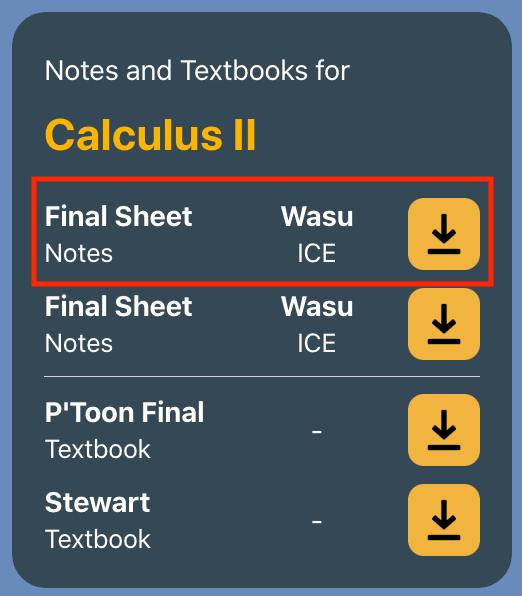 Notes and Textbooks for
Calculus II
Final Sheet Wasu
Notes ICE
Final Sheet Wasu
Notes ICE
P'Toon Final
Textbook -
Stewart
Textbook -